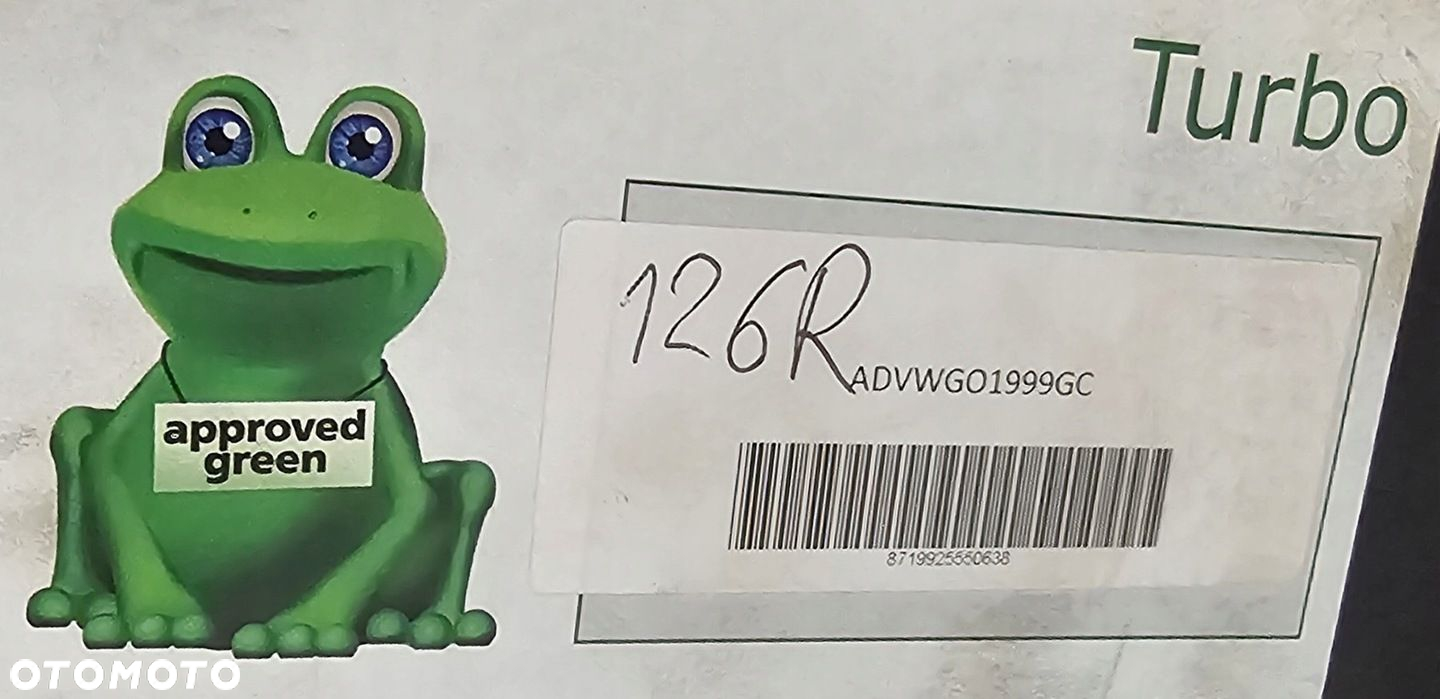 Turbo
126R
ADVWGO1999GC
approved
green
8719925550638
OTOMOTO